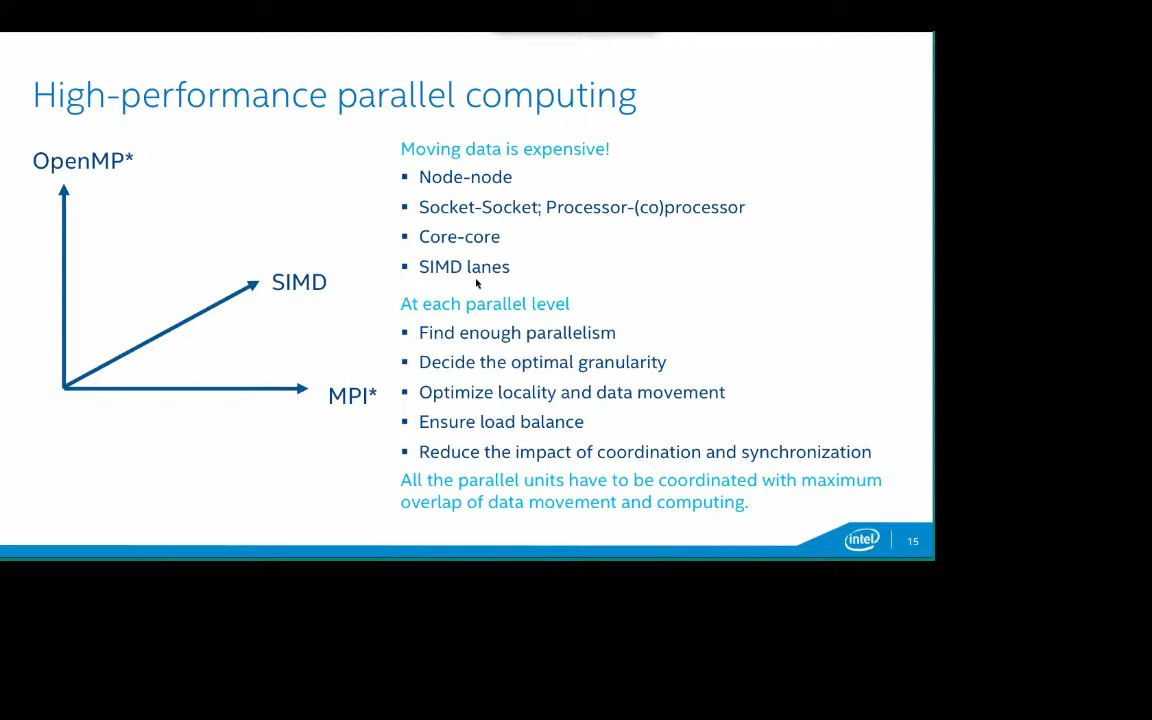 High-performance parallel computing
OpenMP*
SIMD
MPI*
Moving data is expensive!
▪ Node-node
▪ Socket-Socket; Processor-(co)processor
▪ Core-core
▪ SIMD lanes
At each parallel level
▪ Find enough parallelism
▪ Decide the optimal granularity
▪ Optimize locality and data movement
▪ Ensure load balance
▪ Reduce the impact of coordination and synchronization
All the parallel units have to be coordinated with maximum
overlap of data movement and computing.
intel
15